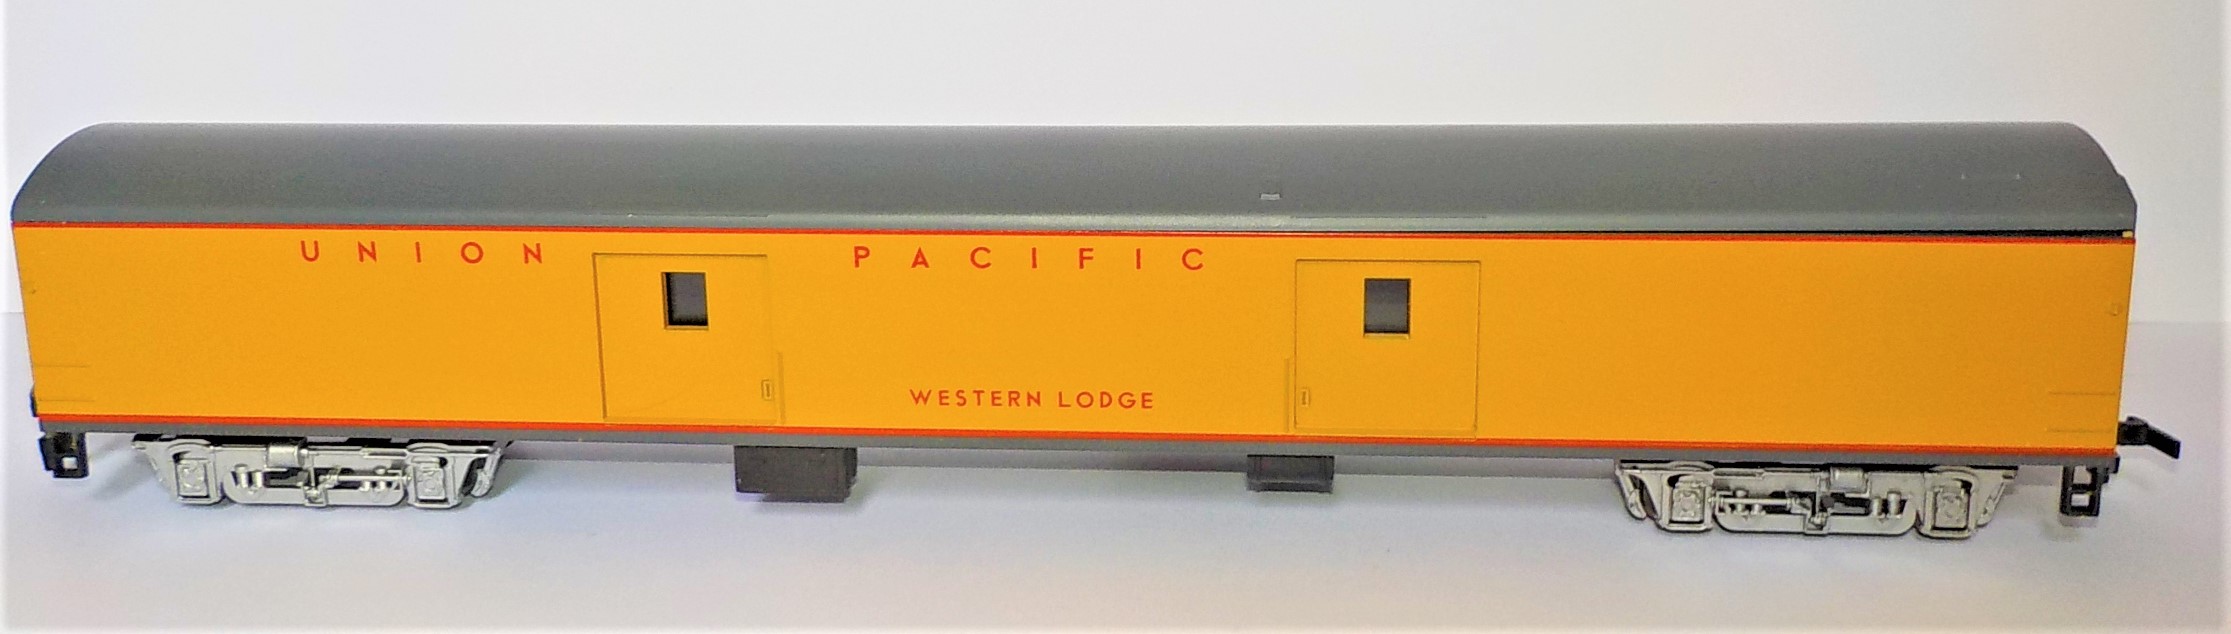 UNION PACIFIC
WESTERN LODGE